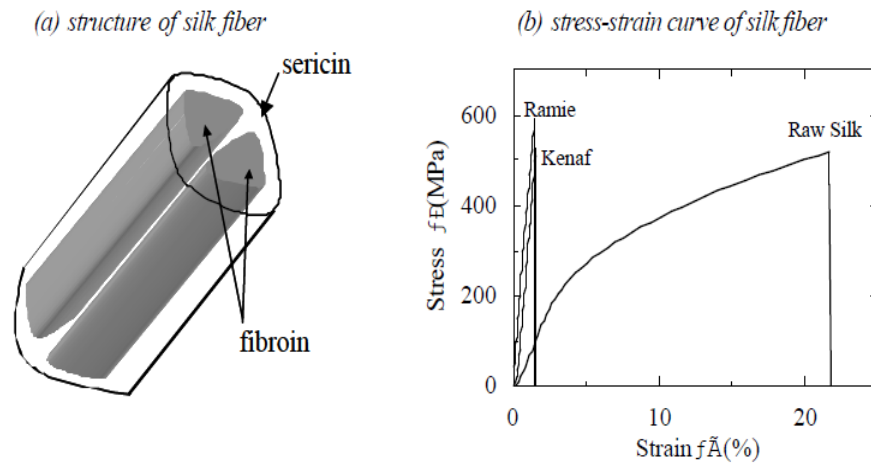 (a) structure of silk fiber
sericin
fibroin
(b) stress-strain curve of silk fiber
600
400
200
0
Stress ƒÐ(MPa)
Ramie
Kenaf
Raw Silk
0
10
20
Strain ƒÃ(%)